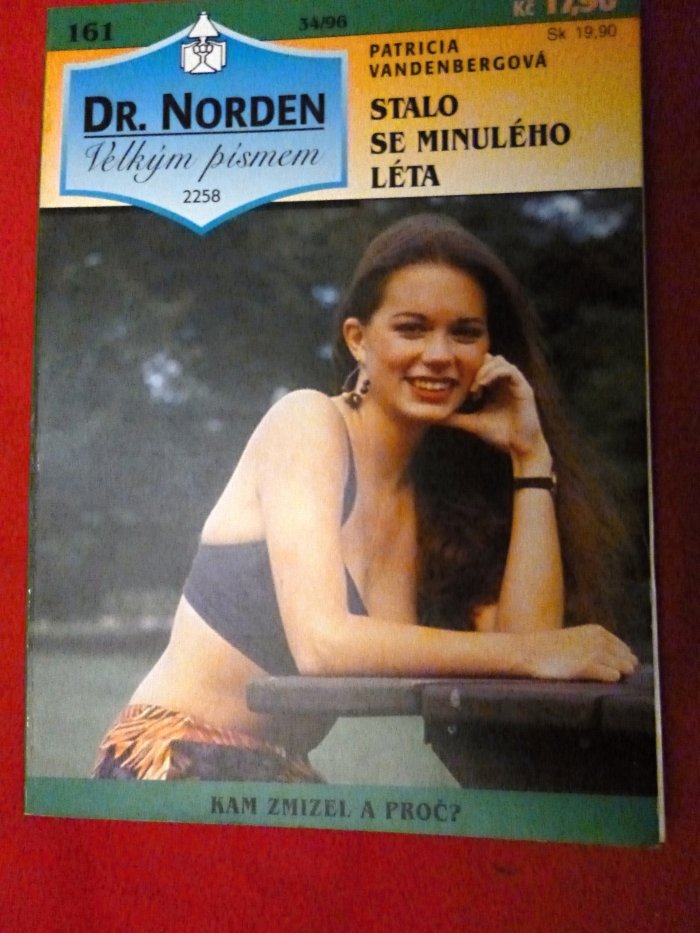 161
34/96
Kč 17,90
Sk 19,90
DR. NORDEN
Velkým písmem
2258
PATRICIA
VANDENBERGOVÁ
STALO
SE MINULÉHO
LÉTA
KAM ZMIZEL A PROČ?